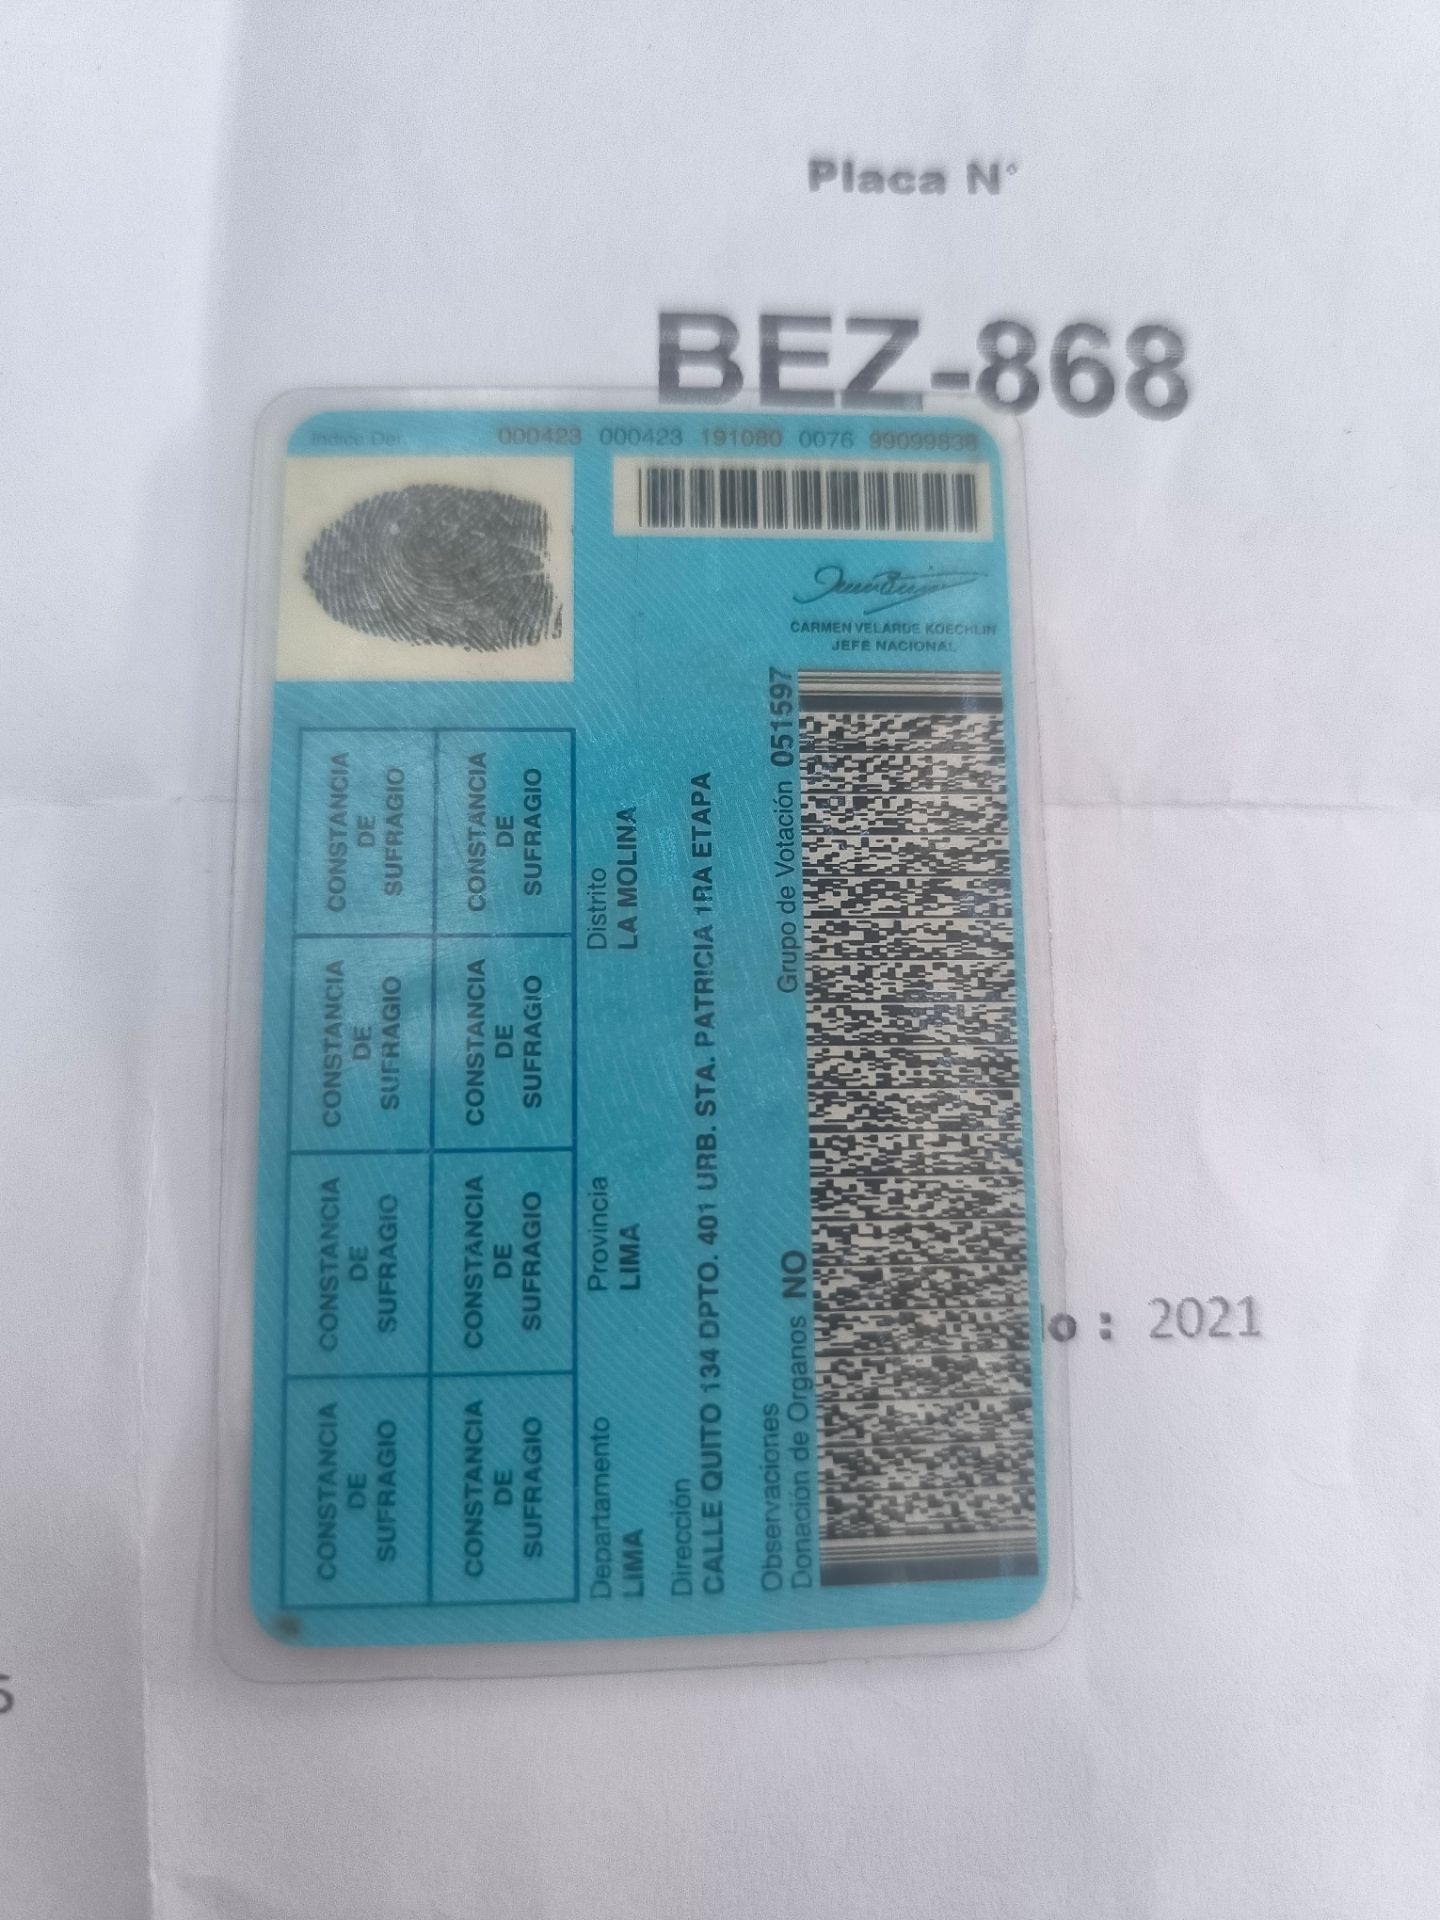 Placa N°
BEZ-868
Indice Der
000423 000423 191080 0076 99099838
CARMEN VELARDE KOECHLIN
JEFE NACIONAL
CONSTANCIA
DE
SUFRAGIO
CONSTANCIA
DE
SUFRAGIO
CONSTANCIA
DE
SUFRAGIO
CONSTANCIA
DE
SUFRAGIO
CONSTANCIA
DE
SUFRAGIO
CONSTANCIA
DE
SUFRAGIO
CONSTANCIA
DE
SUFRAGIO
CONSTANCIA
DE
SUFRAGIO
Departamento Provincia Distrito
LIMA LIMA LA MOLINA
Dirección
CALLE QUITO 134 DPTO. 401 URB. STA. PATRICIA 1RA ETAPA
Observaciones Grupo de Votación 051597
Donación de Organos NO
lo : 2021